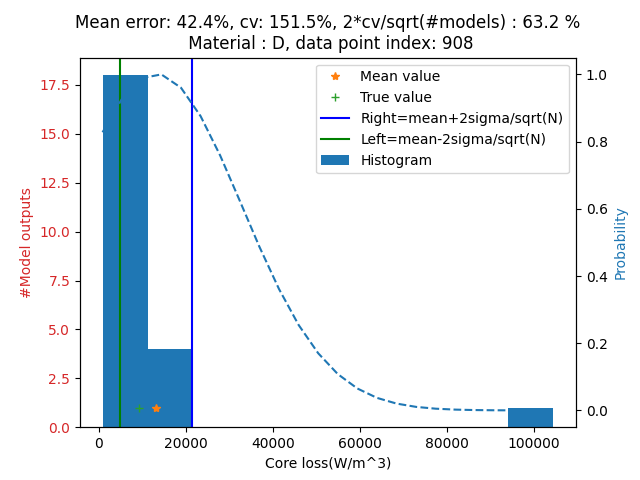 Mean error: 42.4%, cv: 151.5%, 2*cv/sqrt(#models) : 63.2 %
Material : D, data point index: 908
Mean value
True value
Right=mean+2sigma/sqrt(N)
Left=mean-2sigma/sqrt(N)
Histogram
#Model outputs
17.5
15.0
12.5
10.0
7.5
5.0
2.5
0.0
1.0
0.8
0.6
0.4
0.2
0.0
Probability
0
20000
40000
60000
80000
100000
Core loss(W/m^3)